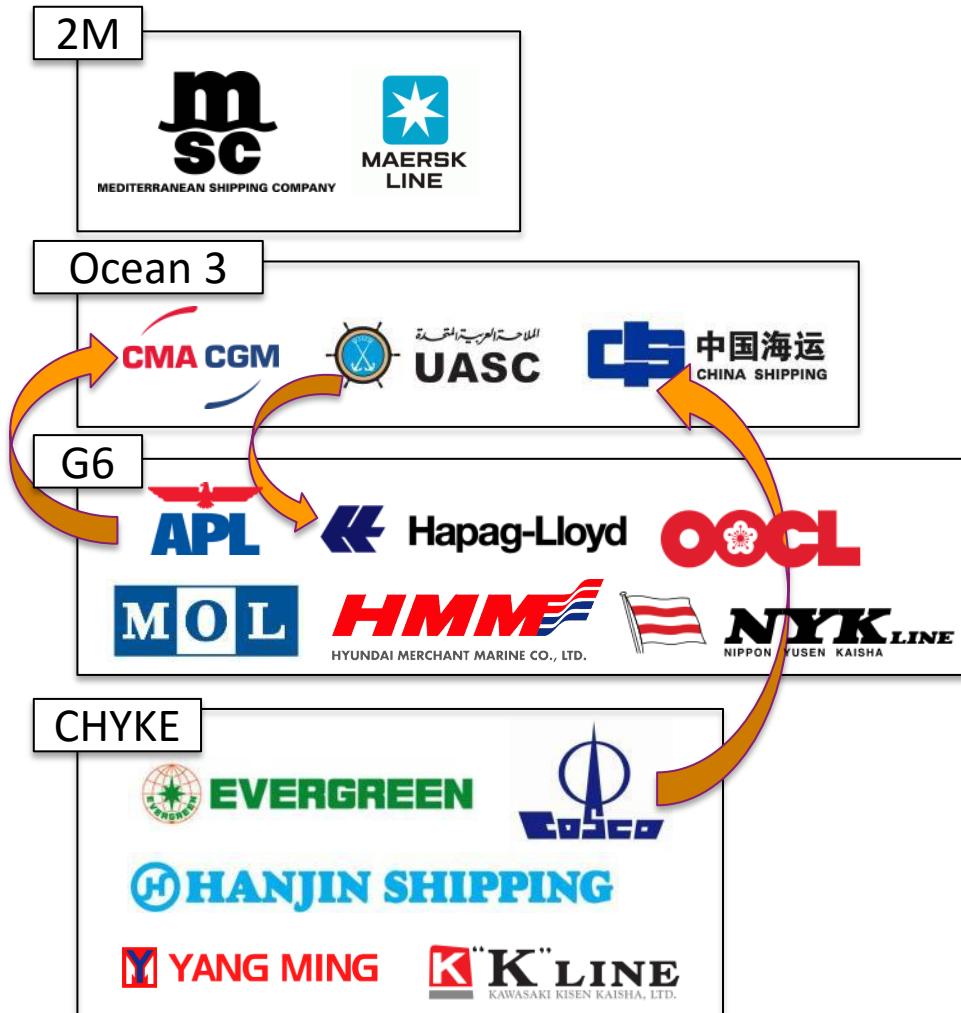 2M
msc
MEDITERRANEAN SHIPPING COMPANY
MAERSK
LINE
Ocean 3
CMA CGM
الملاحة العربية المتحدة
UASC
中国海运
CHINA SHIPPING
G6
APL
Hapag-Lloyd
OOCL
MOL
HMM
HYUNDAI MERCHANT MARINE CO., LTD.
NYK LINE
NIPPON YUSEN KAISHA
CHYKE
EVERGREEN
EVERGREEN
COSCO
H HANJIN SHIPPING
YM YANG MING
K "K" LINE
KAWASAKI KISEN KAISHA, LTD.